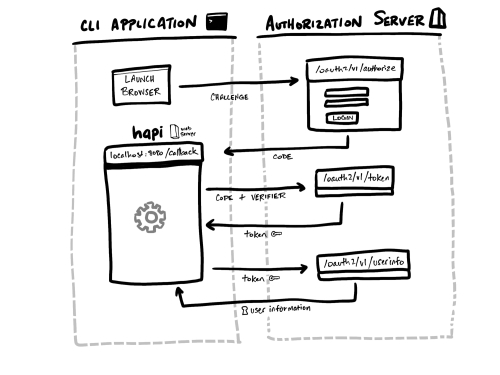 CLI APPLICATION
AUTHORIZATION SERVER
LAUNCH
BROWSER
CHALLENGE
/oauth2/v1/authorize
LOGIN
hapi
web
server
localhost:8080/callback
CODE
CODE + VERIFIER
/oauth2/v1/token
token
token
/oauth2/v1/userinfo
user information